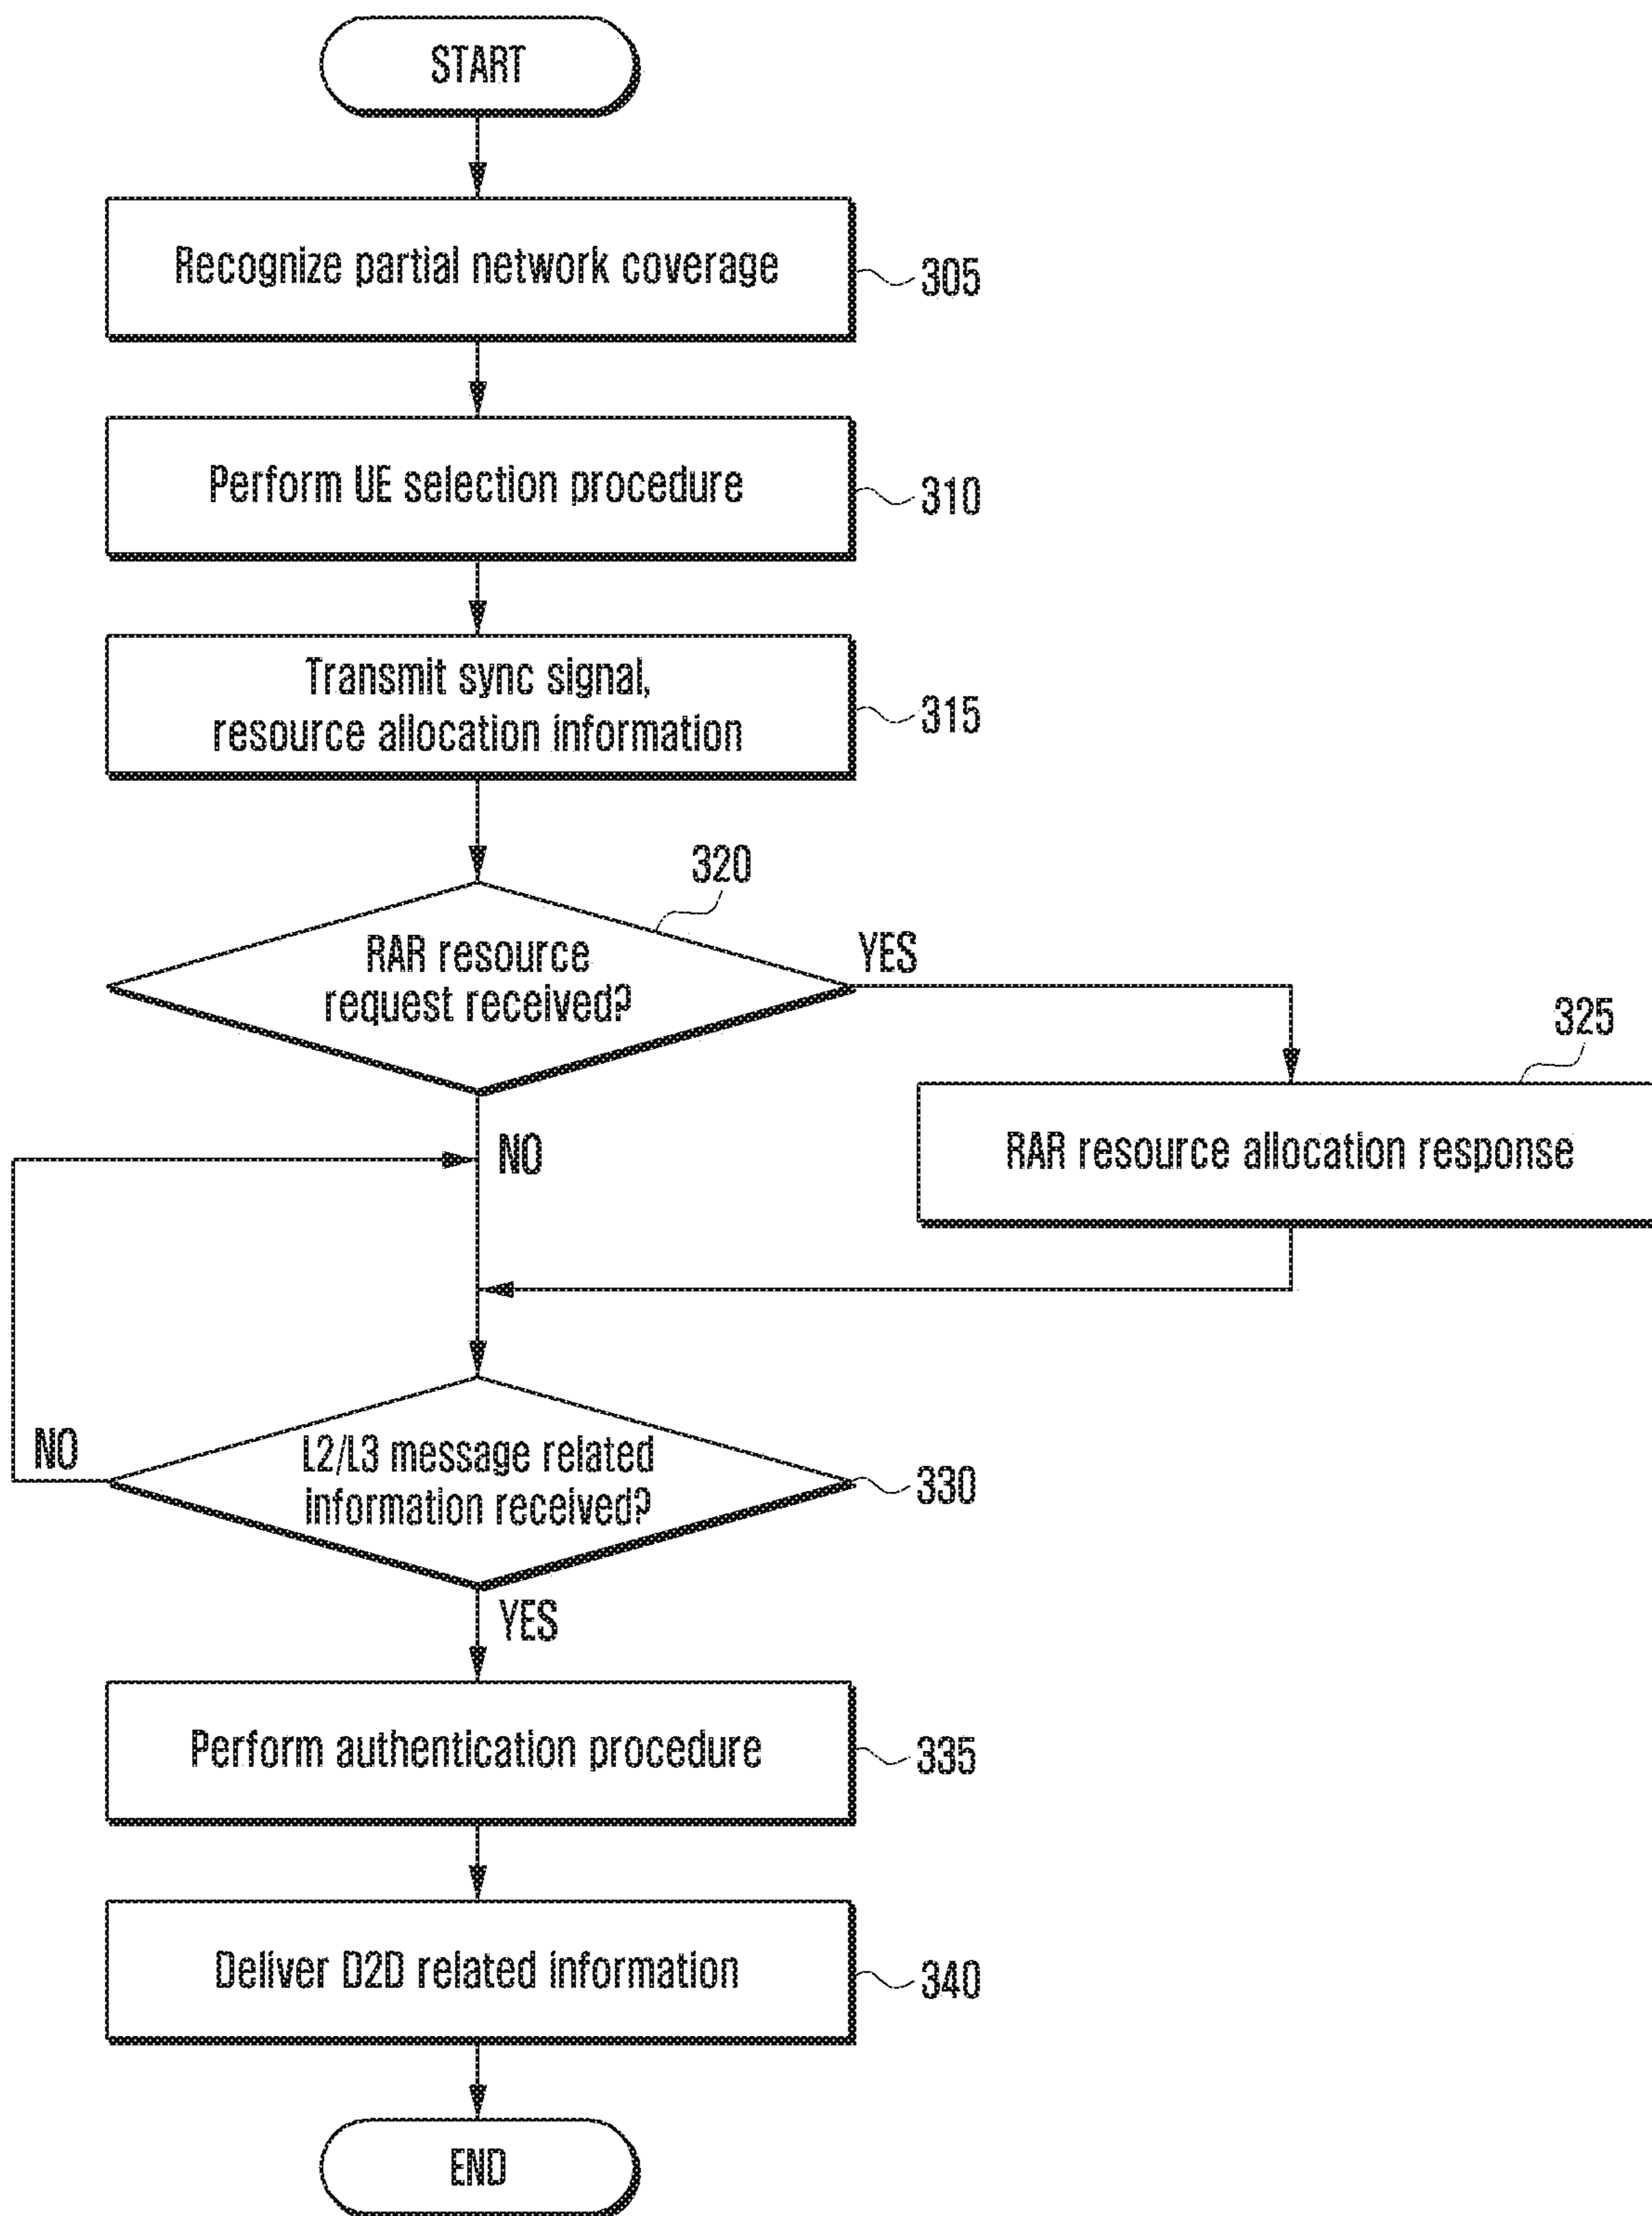 START
Recognize partial network coverage
305
Perform UE selection procedure
310
Transmit sync signal,
resource allocation information
315
320
RAR resource
request received?
YES
325
RAR resource allocation response
NO
L2/L3 message related
information received?
330
NO
YES
Perform authentication procedure
335
Deliver D2D related information
340
END